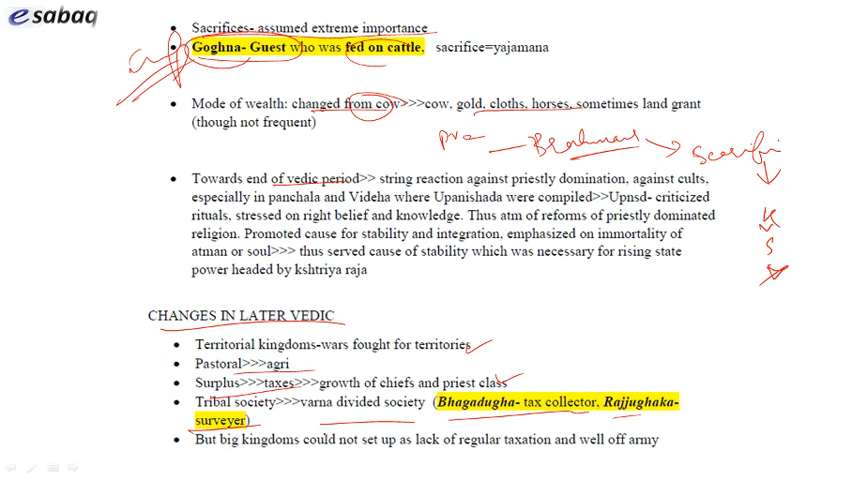 esabaq
Sacrifices- assumed extreme importance
Goghna- Guest who was fed on cattle, sacrifice=yajamana
Mode of wealth: changed from cow>>>cow, gold, cloths, horses, sometimes land grant
(though not frequent)
Towards end of vedic period>> string reaction against priestly domination, against cults,
especially in panchala and Videha where Upanishada were compiled>>Upnsd- criticized
rituals, stressed on right belief and knowledge. Thus atm of reforms of priestly dominated
religion. Promoted cause for stability and integration, emphasized on immortality of
atman or soul>>> thus served cause of stability which was necessary for rising state
power headed by kshtriya raja
CHANGES IN LATER VEDIC
Territorial kingdoms-wars fought for territories
Pastoral>>>agri
Surplus>>>taxes>>>growth of chiefs and priest class
Tribal society>>>varna divided society (Bhagadugha- tax collector, Rajjughaka-
surveyer)
But big kingdoms could not set up as lack of regular taxation and well off army